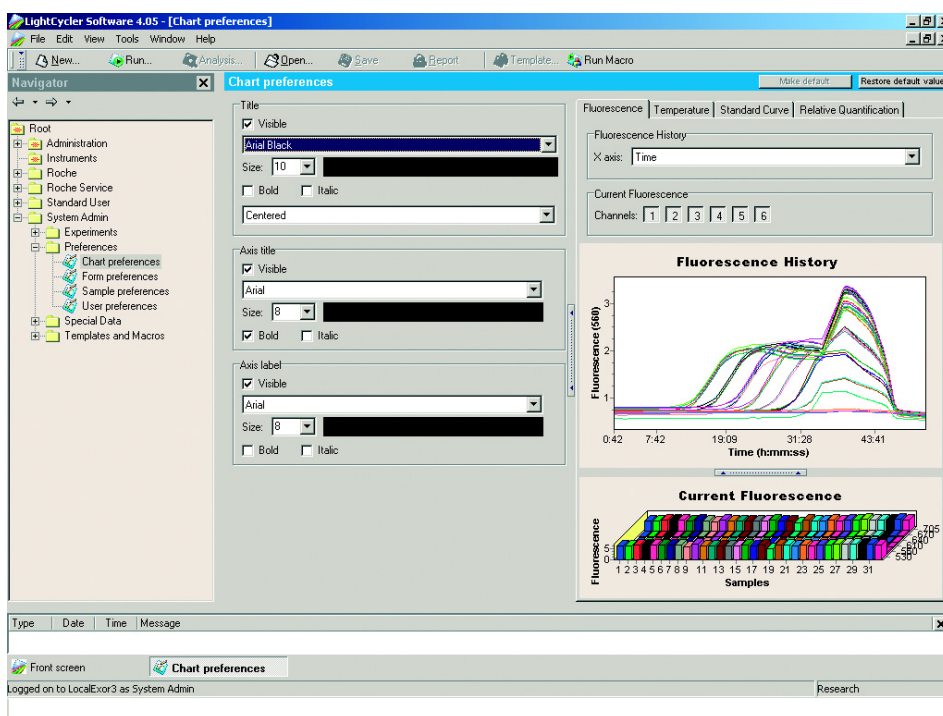 LightCycler Software 4.05 - [Chart preferences]
File Edit View Tools Window Help
New... Run... Analysis... Open... Save Report Template... Run Macro
Navigator
Chart preferences
Make default Restore default value
Root
Administration
Instruments
Roche
Roche Service
Standard User
System Admin
Experiments
Preferences
Chart preferences
Form preferences
Sample preferences
User preferences
Special Data
Templates and Macros
Title
Visible
Arial Black
Size: 10
Bold Italic
Centered
Axis title
Visible
Arial
Size: 8
Bold Italic
Axis label
Visible
Arial
Size: 8
Bold Italic
Fluorescence Temperature Standard Curve Relative Quantification
Fluorescence History
X axis: Time
Current Fluorescence
Channels: 1 2 3 4 5 6
Fluorescence History
Fluorescence (560)
3
2
1
0:42 7:42 19:09 31:28 43:41
Time (h:mm:ss)
Current Fluorescence
Fluorescence
5
0
705
670
640
610
530
1 2 3 4 5 6 7 8 9 11 13 15 17 19 21 23 25 27 29 31
Samples
Type Date Time Message
Front screen Chart preferences
Logged on to LocalExor3 as System Admin Research